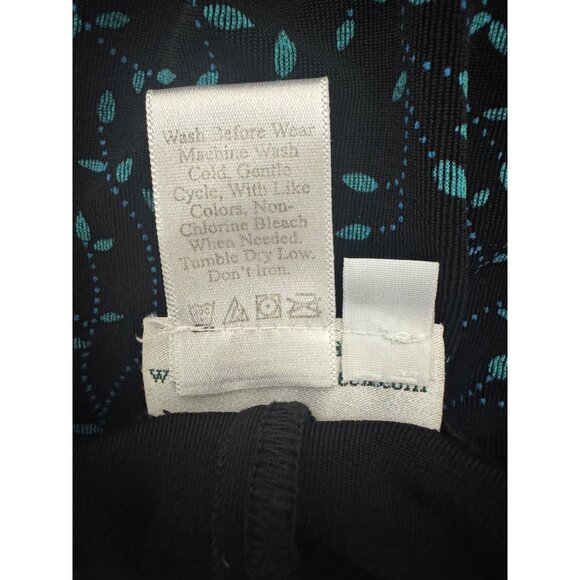 Wash Before Wear
Machine Wash
Cold, Gentle
Cycle, With Like
Colors, Non-
Chlorine Bleach
When Needed.
Tumble Dry Low.
Don't iron.